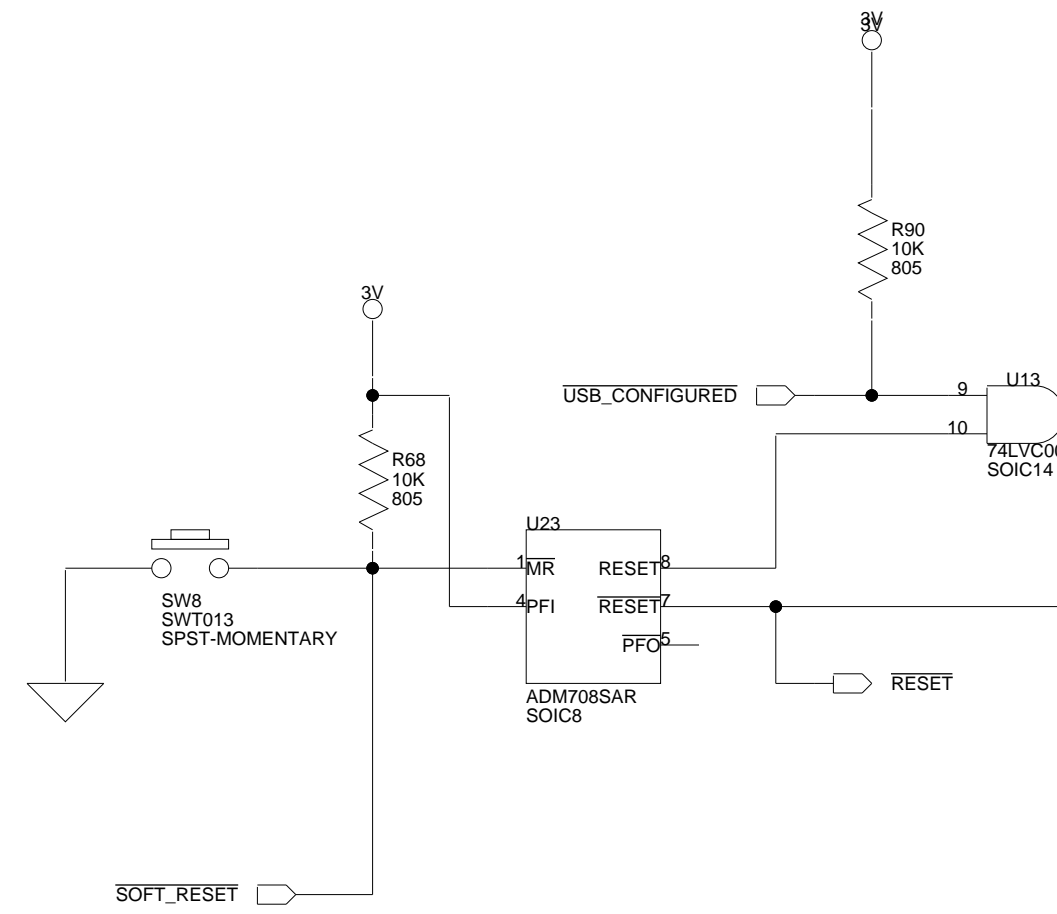 3V
3V
R90
10K
805
3V
USB_CONFIGURED
9
U13
10
74LVC0
SOIC14
R68
10K
805
U23
1
MR
RESET
8
4
PFI
RESET
7
PFO
5
SW8
SWT013
SPST-MOMENTARY
ADM708SAR
SOIC8
RESET
SOFT_RESET